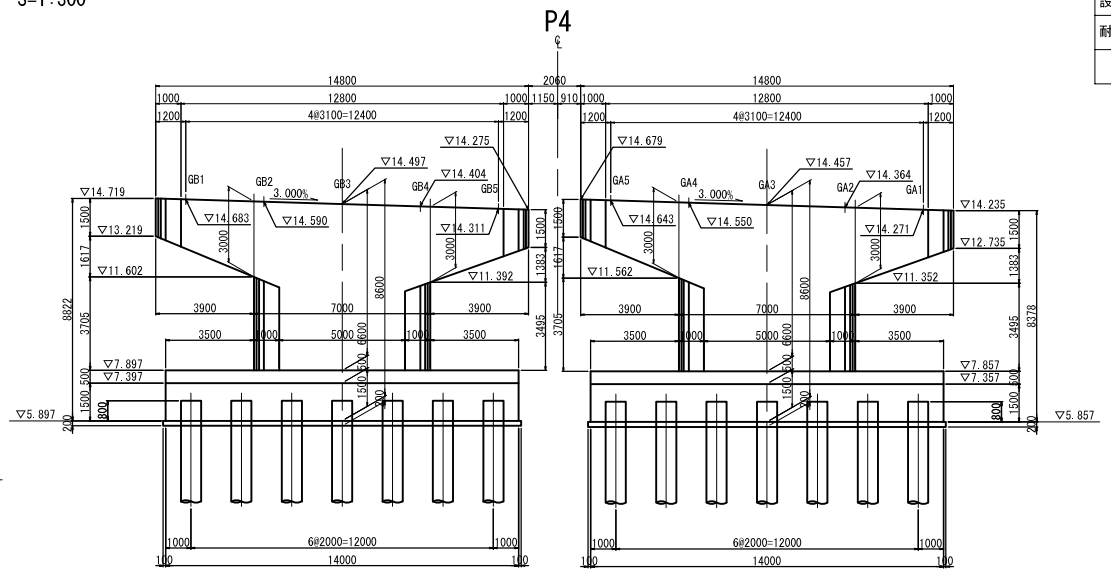 S=1:300
P4
設
耐
14800 2060 14800
1000 12800 1000 1150 910 1000 12800 1000
1200 4@3100=12400 1200 1200 4@3100=12400 1200
▽14.275 ▽14.679
▽14.497 ▽14.457
▽14.404 ▽14.364
GB1 GB2 GB3 GB4 GB5 GA5 GA4 GA3 GA2 GA1
▽14.719 3.000% 3.000% ▽14.235
▽14.683 ▽14.590 ▽14.311 ▽14.643 ▽14.550 ▽14.271
1500 3000 3000 1500 1500 3000 3000 1500
▽13.219 ▽12.735
1617 1383 1617 1383
▽11.602 ▽11.392 ▽11.562 ▽11.352
8600 8600
3900 7000 3900 3900 7000 3900
8822 3705 3495 3705 3495 8378
3500 1000 5000 1000 3500 3500 1000 5000 1000 3500
6600 6600
▽7.897 500 500 ▽7.857
▽7.397 500 ▽7.357 500
1500 800 1500 200 1500 200 800 1500
▽5.897 200 ▽5.857 200
1000 6@2000=12000 1000 1000 6@2000=12000 1000
100 14000 100 100 14000 100